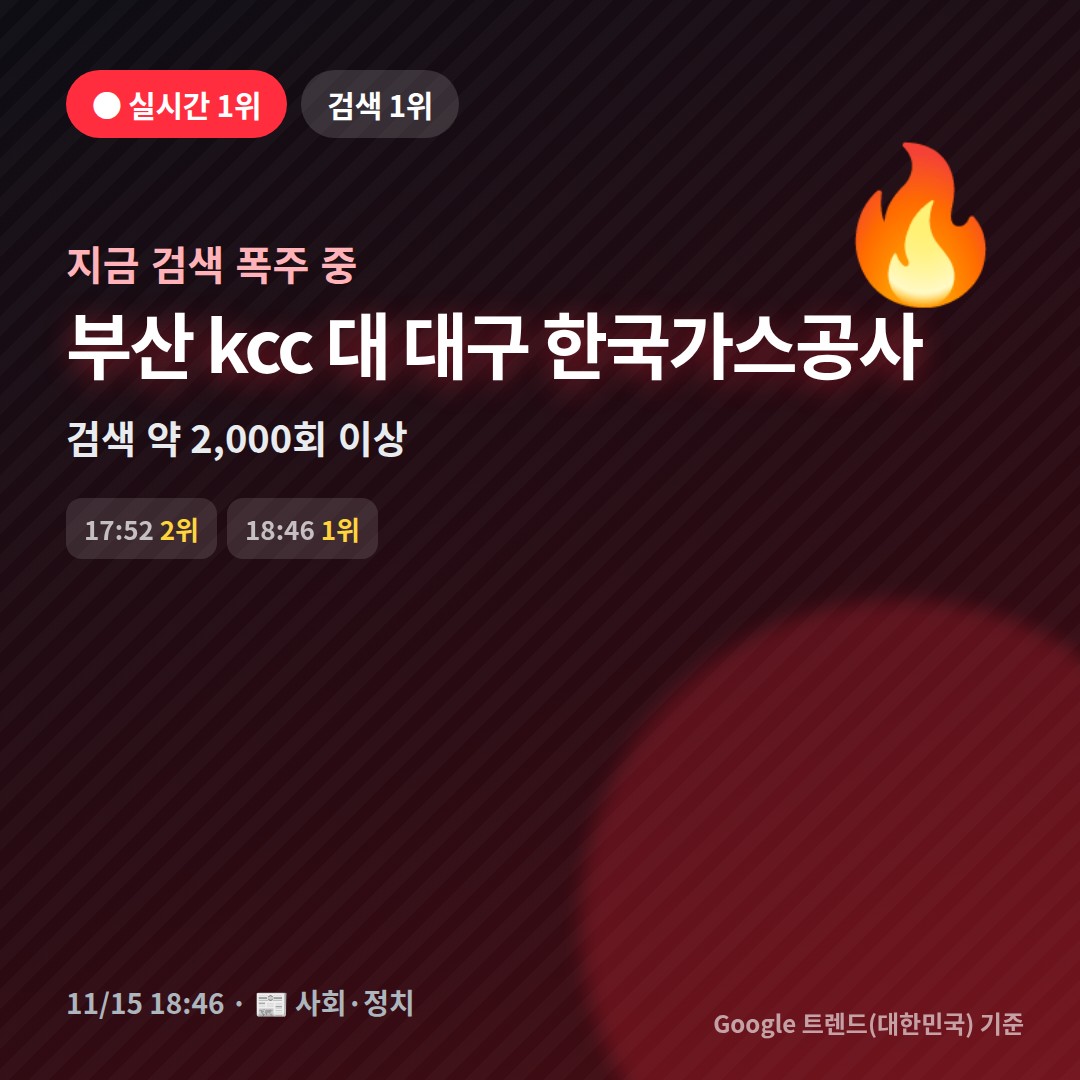 실시간 1위 검색 1위
지금 검색 폭주 중
부산 kcc 대 대구 한국가스공사
검색 약 2,000회 이상
17:52 2위 18:46 1위
11/15 18:46 · 📰 사회·정치
Google 트렌드(대한민국) 기준